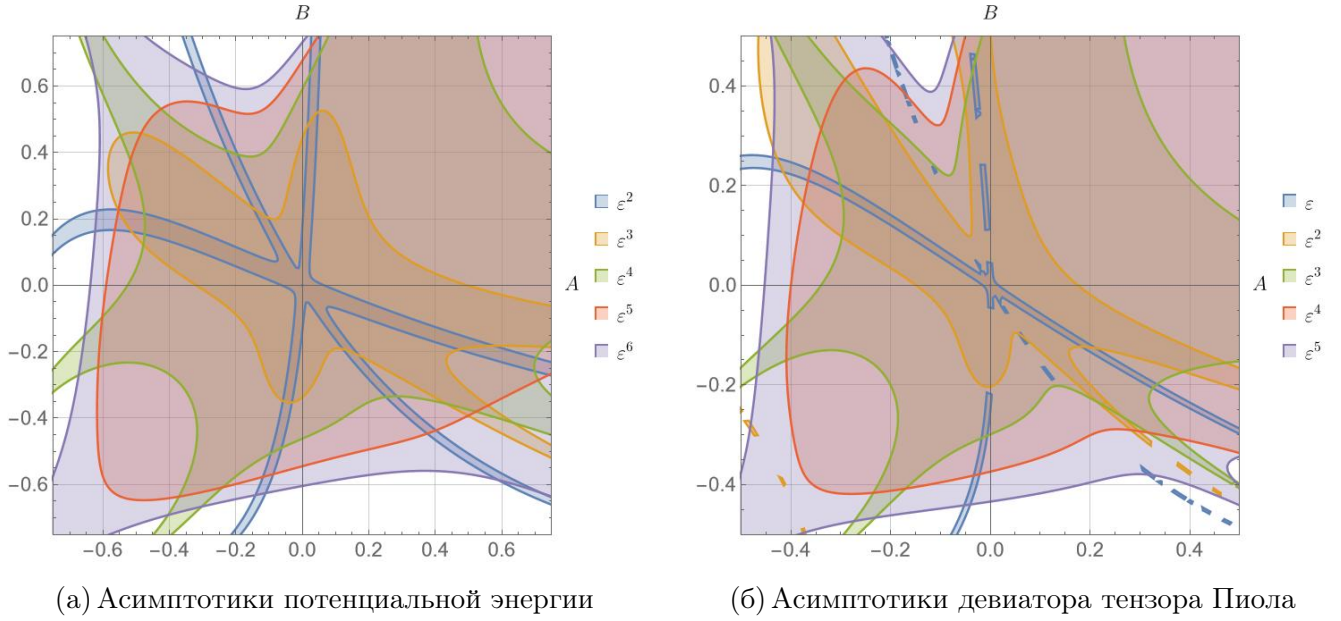 B
0.6
0.4
0.2
0.0
−0.2
−0.4
−0.6
−0.6 −0.4 −0.2 0.0 0.2 0.4 0.6
A
ε²
ε³
ε⁴
ε⁵
ε⁶
(а) Асимптотики потенциальной энергии
B
0.4
0.2
0.0
−0.2
−0.4
−0.4 −0.2 0.0 0.2 0.4
A
ε
ε²
ε³
ε⁴
ε⁵
(б) Асимптотики девиатора тензора Пиола